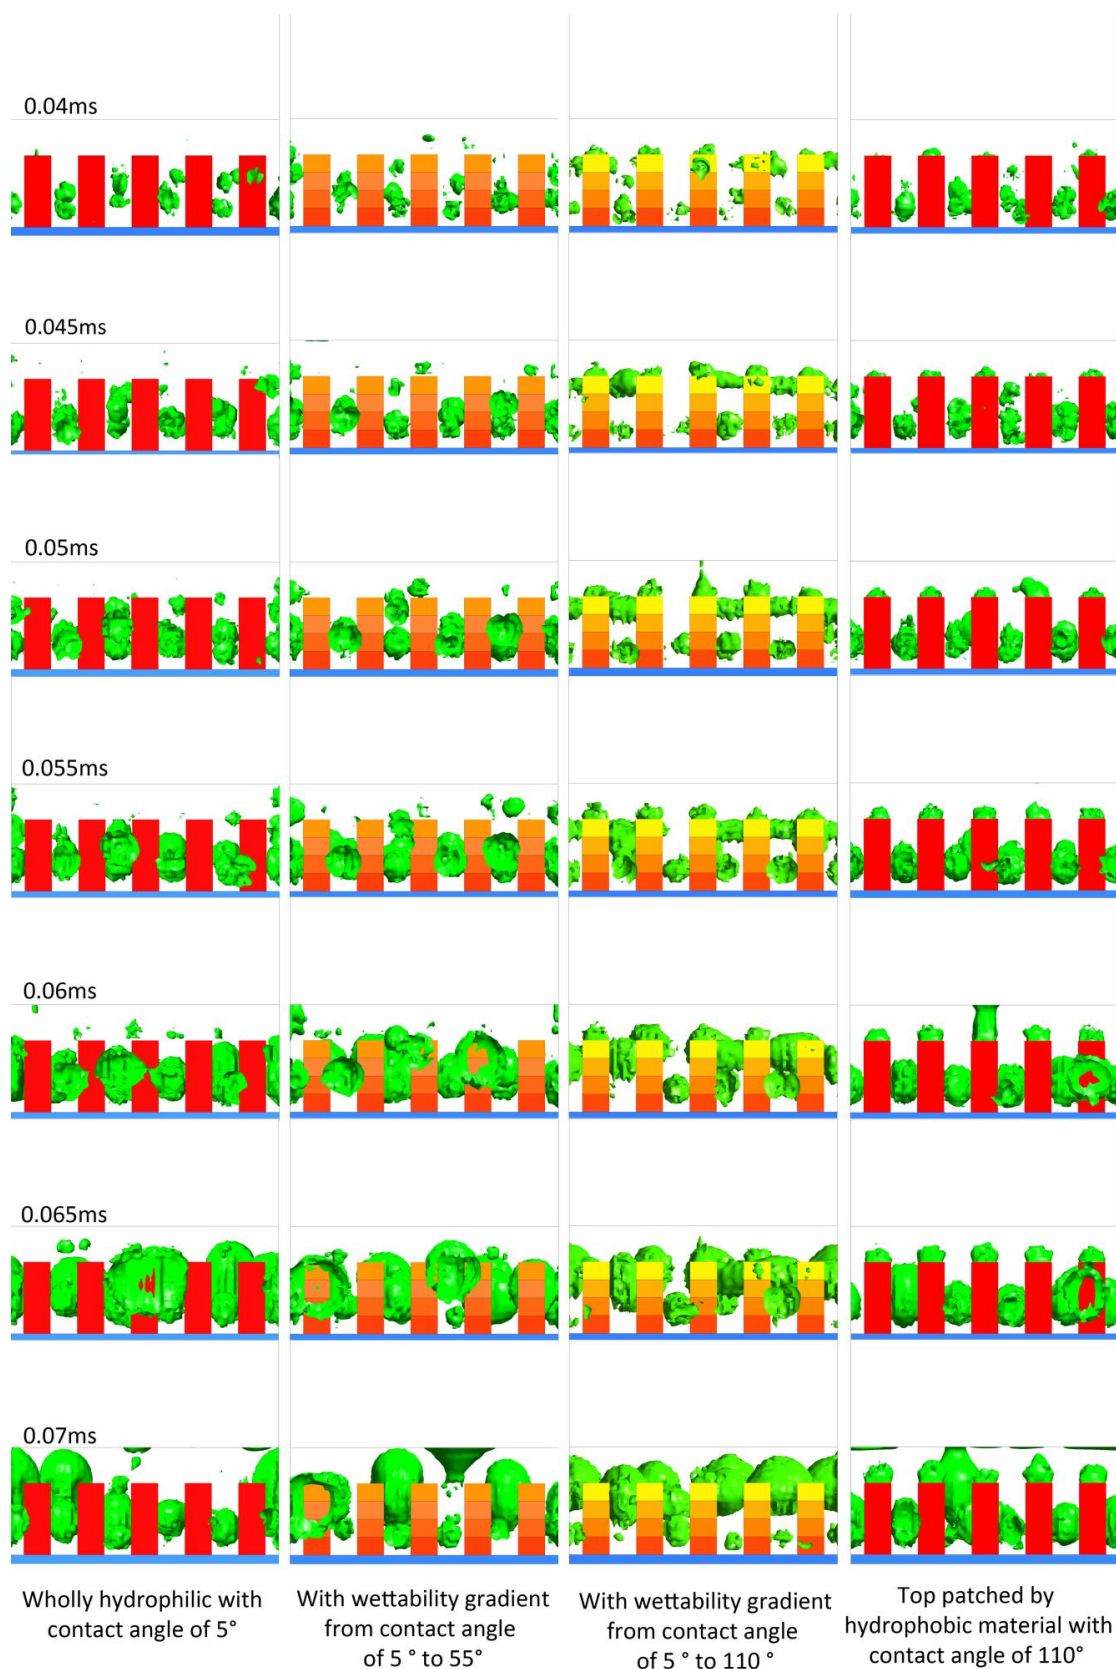 0.04ms
0.045ms
0.05ms
0.055ms
0.06ms
0.065ms
0.07ms
Wholly hydrophilic with
contact angle of 5°
With wettability gradient
from contact angle
of 5 ° to 55°
With wettability gradient
from contact angle
of 5 ° to 110 °
Top patched by
hydrophobic material with
contact angle of 110°